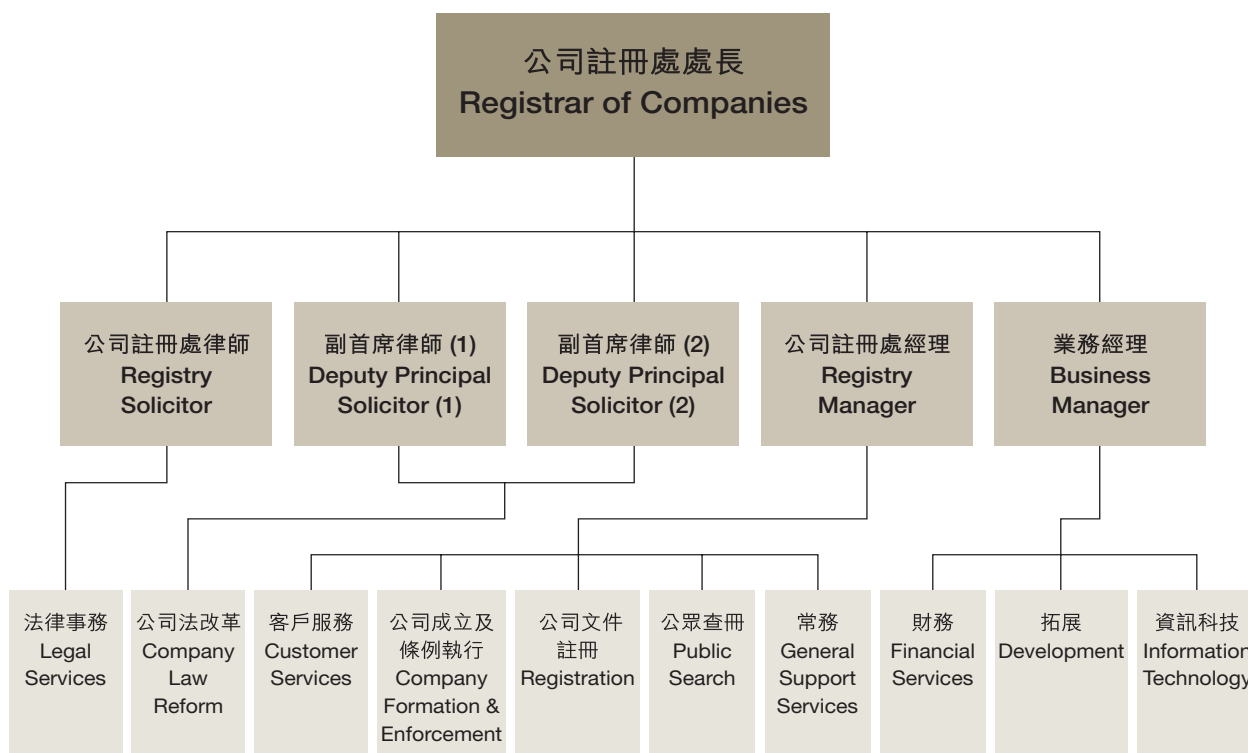 公司註冊處處長
Registrar of Companies
公司註冊處律師
Registry
Solicitor
副首席律師 (1)
Deputy Principal
Solicitor (1)
副首席律師 (2)
Deputy Principal
Solicitor (2)
公司註冊處經理
Registry
Manager
業務經理
Business
Manager
法律事務
Legal
Services
公司法改革
Company
Law
Reform
客戶服務
Customer
Services
公司成立及
條例執行
Company
Formation &
Enforcement
公司文件
註冊
Registration
公眾查冊
Public
Search
常務
General
Support
Services
財務
Financial
Services
拓展
Development
資訊科技
Information
Technology